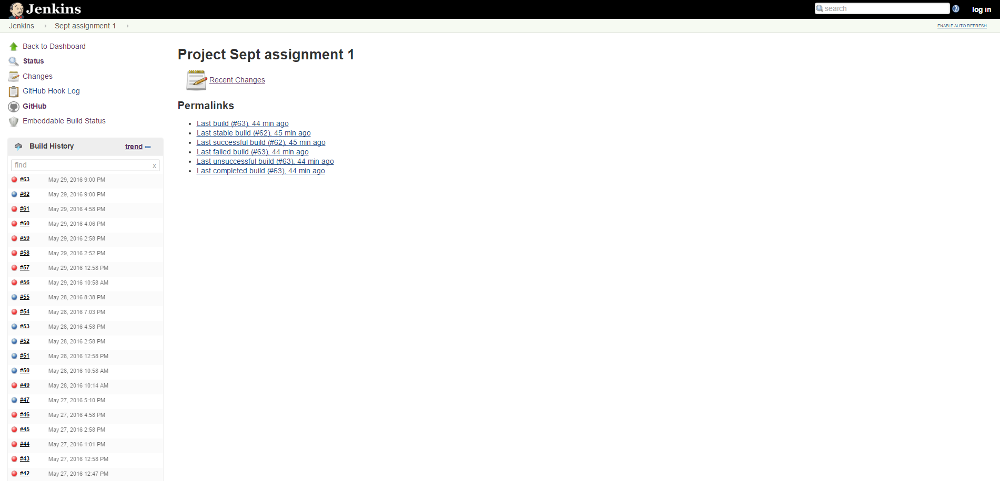 Jenkins
search
log in
Jenkins
Sept assignment 1
ENABLE AUTO REFRESH
Back to Dashboard
Status
Changes
GitHub Hook Log
GitHub
Embeddable Build Status
Build History
trend
find
x
#63 May 29, 2016 9:00 PM
#62 May 29, 2016 9:00 PM
#61 May 29, 2016 4:58 PM
#60 May 29, 2016 4:06 PM
#59 May 29, 2016 2:58 PM
#58 May 29, 2016 2:52 PM
#57 May 29, 2016 12:58 PM
#56 May 29, 2016 10:58 AM
#55 May 28, 2016 8:38 PM
#54 May 28, 2016 7:03 PM
#53 May 28, 2016 4:58 PM
#52 May 28, 2016 2:58 PM
#51 May 28, 2016 12:58 PM
#50 May 28, 2016 10:58 AM
#49 May 28, 2016 10:14 AM
#47 May 27, 2016 5:10 PM
#46 May 27, 2016 4:58 PM
#45 May 27, 2016 2:58 PM
#44 May 27, 2016 1:01 PM
#43 May 27, 2016 12:58 PM
#42 May 27, 2016 12:47 PM
Project Sept assignment 1
Recent Changes
Permalinks
Last build (#63), 44 min ago
Last stable build (#62), 45 min ago
Last successful build (#62), 45 min ago
Last failed build (#63), 44 min ago
Last unsuccessful build (#63), 44 min ago
Last completed build (#63), 44 min ago